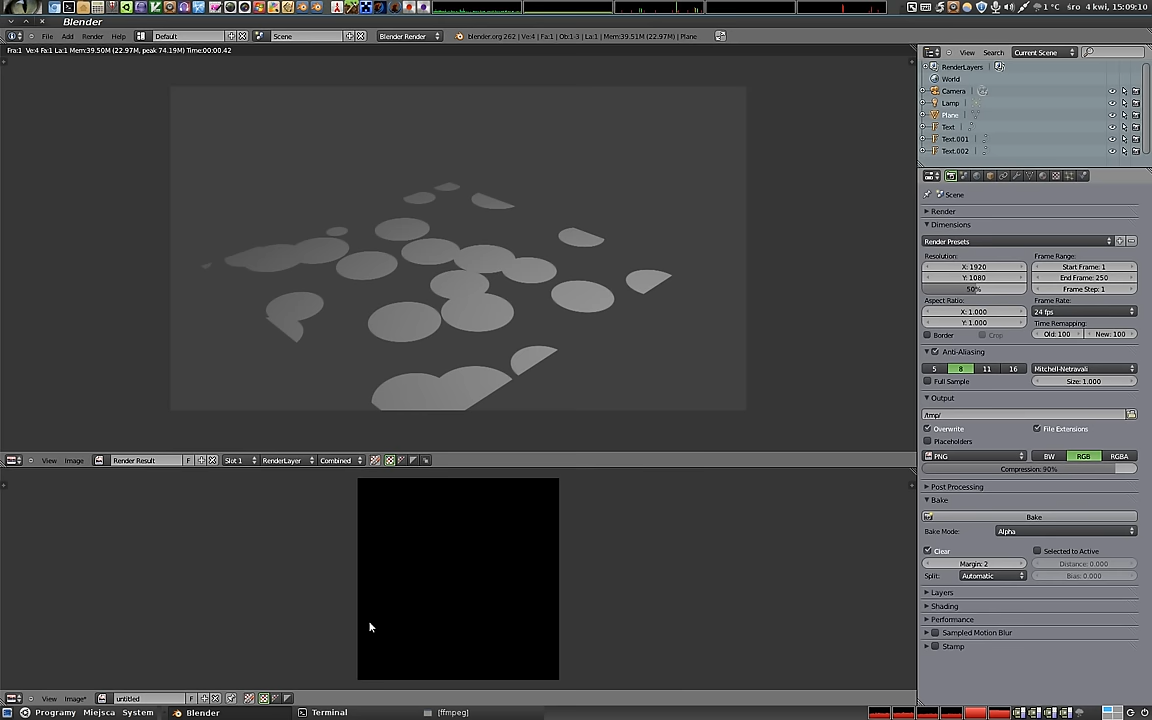 1 °C śro 4 kwi, 15:09:10
Blender
File Add Render Help Default Scene Blender Render blender.org 262 | Ve:4 | Fa:1 | Ob:1-3 | La:1 | Mem:39.51M (22.97M) | Plane
Fra:1 Ve:4 Fa:1 La:1 Mem:39.50M (22.97M, peak 74.19M) Time:00:00.42
View Search Current Scene
RenderLayers
World
Camera
Lamp
Plane
Text
Text.001
Text.002
Scene
Render
Dimensions
Render Presets
Resolution: Frame Range:
X: 1920 Start Frame: 1
Y: 1080 End Frame: 250
50% Frame Step: 1
Aspect Ratio: Frame Rate:
X: 1.000 24 fps
Y: 1.000 Time Remapping:
Border Crop Old: 100 New: 100
Anti-Aliasing
5 8 11 16 Mitchell-Netravali
Full Sample Size: 1.000
Output
/tmp/
Overwrite File Extensions
Placeholders
PNG BW RGB RGBA
Compression: 90%
Post Processing
Bake
Bake
Bake Mode: Alpha
Clear Selected to Active
Margin: 2 Distance: 0.000
Split: Automatic Bias: 0.000
Layers
Shading
Performance
Sampled Motion Blur
Stamp
View Image Render Result F Slot 1 RenderLayer Combined
View Image* untitled F
Programy Miejsca System Blender Terminal [ffmpeg]